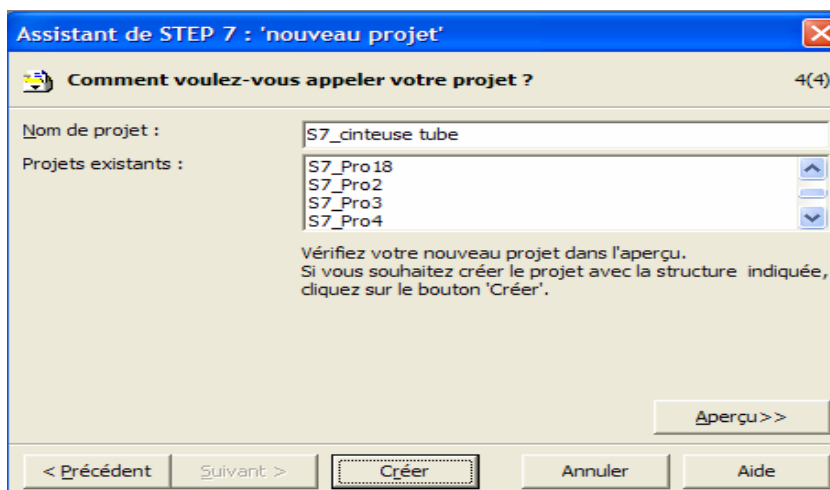 Assistant de STEP 7 : 'nouveau projet'
Comment voulez-vous appeler votre projet ? 4(4)
Nom de projet : S7_cinteuse tube
Projets existants : S7_Pro18
S7_Pro2
S7_Pro3
S7_Pro4
Vérifiez votre nouveau projet dans l'aperçu.
Si vous souhaitez créer le projet avec la structure indiquée,
cliquez sur le bouton 'Créer'.
Aperçu>>
< Précédent Suivant > Créer Annuler Aide